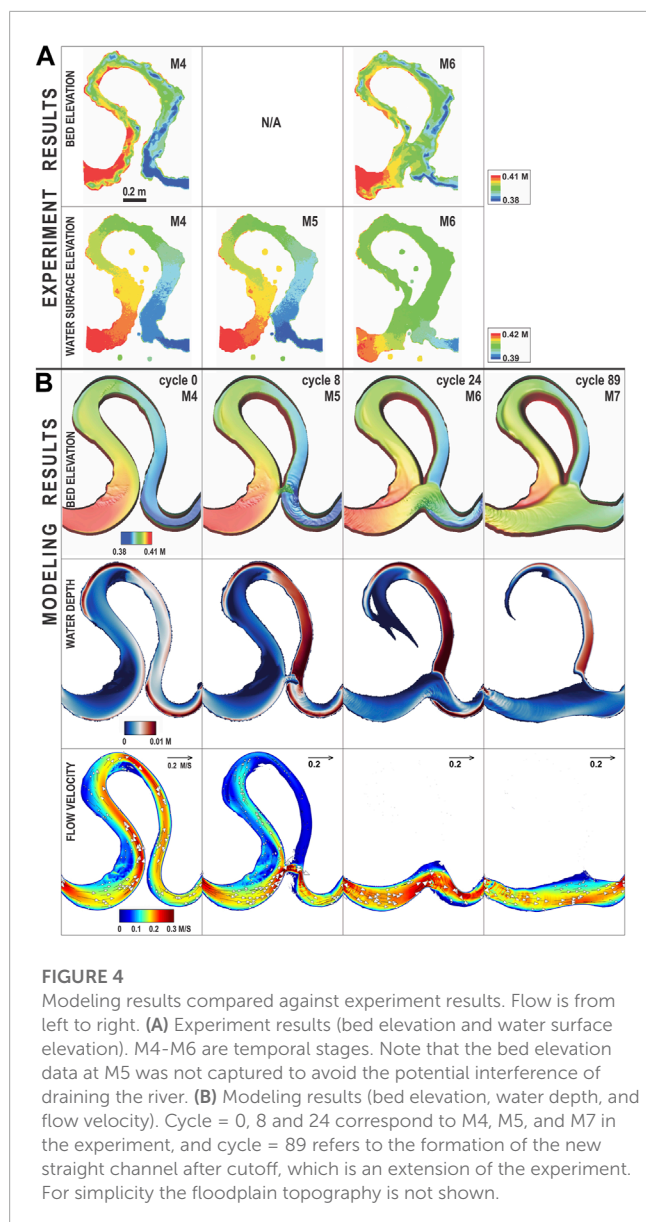 A
EXPERIMENT RESULTS
BED ELEVATION
M4
0.2 m
N/A
M6
0.41 M
0.38
WATER SURFACE ELEVATION
M4
M5
M6
0.42 M
0.39
B
MODELING RESULTS
BED ELEVATION
cycle 0
M4
cycle 8
M5
cycle 24
M6
cycle 89
M7
0.38 0.41 M
WATER DEPTH
0 0.01 M
FLOW VELOCITY
0.2 M/S
0.2
0.2
0.2
0 0.1 0.2 0.3 M/S
FIGURE 4
Modeling results compared against experiment results. Flow is from
left to right. (A) Experiment results (bed elevation and water surface
elevation). M4-M6 are temporal stages. Note that the bed elevation
data at M5 was not captured to avoid the potential interference of
draining the river. (B) Modeling results (bed elevation, water depth, and
flow velocity). Cycle = 0, 8 and 24 correspond to M4, M5, and M7 in
the experiment, and cycle = 89 refers to the formation of the new
straight channel after cutoff, which is an extension of the experiment.
For simplicity the floodplain topography is not shown.